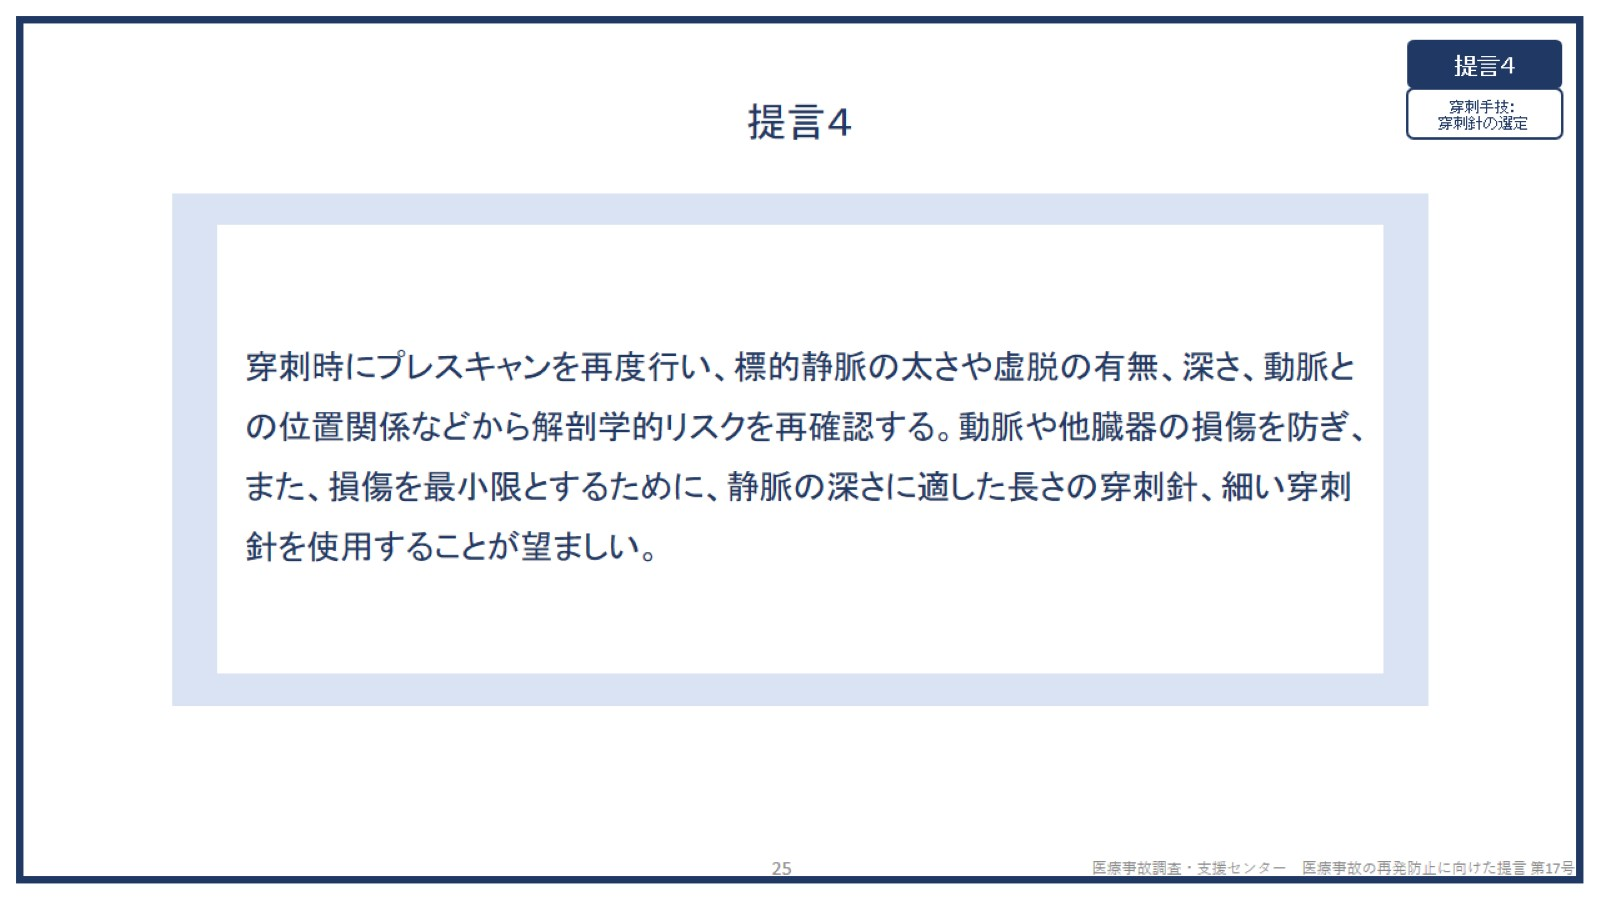 提言4
穿刺手技:
穿刺針の選定
提言4
穿刺時にプレスキャンを再度行い、標的静脈の太さや虚脱の有無、深さ、動脈と
の位置関係などから解剖学的リスクを再確認する。動脈や他臓器の損傷を防ぎ、
また、損傷を最小限とするために、静脈の深さに適した長さの穿刺針、細い穿刺
針を使用することが望ましい。
25
医療事故調査・支援センター　医療事故の再発防止に向けた提言 第17号